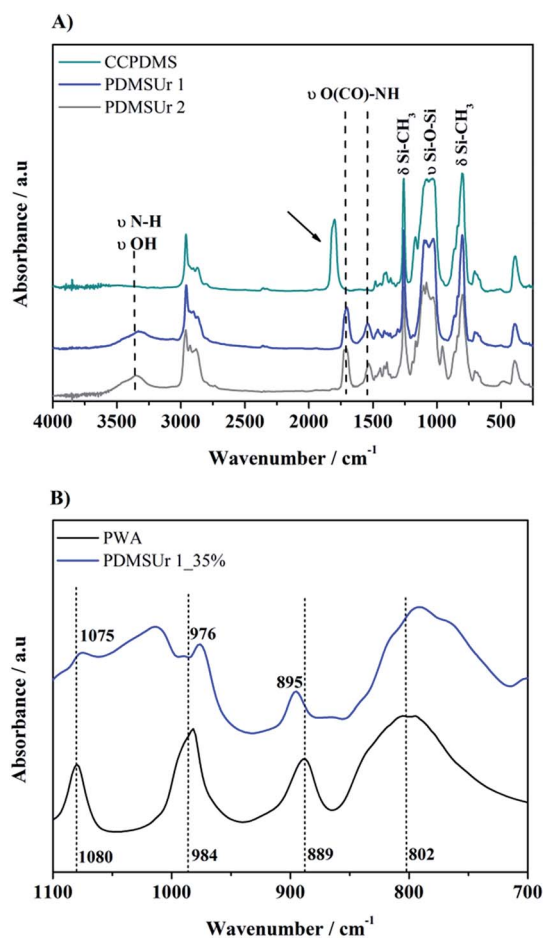 A)
CCPDMS
PDMSUr 1
PDMSUr 2
υ O(CO)-NH
δ Si-CH3
υ Si-O-Si
δ Si-CH3
υ N-H
υ OH
Absorbance / a.u
4000 3500 3000 2500 2000 1500 1000 500
Wavenumber / cm-1
B)
PWA
PDMSUr 1_35%
1075
976
895
Absorbance / a.u
1080
984
889
802
1100 1000 900 800 700
Wavenumber / cm-1